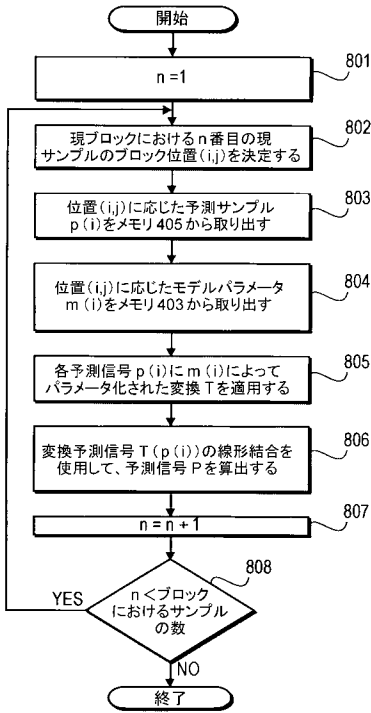 開始
n=1
801
現ブロックにおけるn番目の現
サンプルのブロック位置(i,j)を決定する
802
位置(i,j)に応じた予測サンプル
p(i)をメモリ405から取り出す
803
位置(i,j)に応じたモデルパラメータ
m(i)をメモリ403から取り出す
804
各予測信号p(i)にm(i)によって
パラメータ化された変換Tを適用する
805
変換予測信号T(p(i))の線形結合を
使用して、予測信号Pを算出する
806
n=n+1
807
n<ブロック
におけるサンプル
の数
808
YES
NO
終了